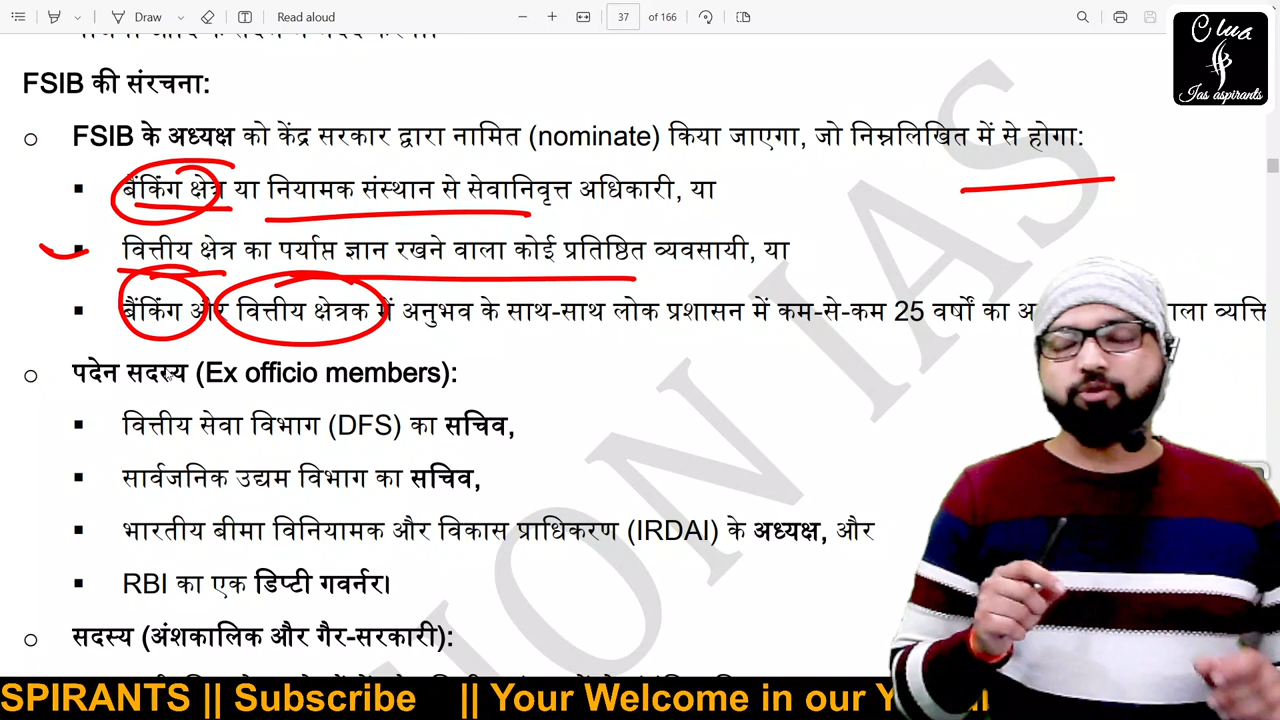 Draw
Read aloud
37 of 166
C lua
Ias aspirants
FSIB की संरचना:
FSIB के अध्यक्ष को केंद्र सरकार द्वारा नामित (nominate) किया जाएगा, जो निम्नलिखित में से होगा:
बैंकिंग क्षेत्र या नियामक संस्थान से सेवानिवृत्त अधिकारी, या
वित्तीय क्षेत्र का पर्याप्त ज्ञान रखने वाला कोई प्रतिष्ठित व्यवसायी, या
बैंकिंग और वित्तीय क्षेत्रक में अनुभव के साथ-साथ लोक प्रशासन में कम-से-कम 25 वर्षों का
पदेन सदस्य (Ex officio members):
वित्तीय सेवा विभाग (DFS) का सचिव,
सार्वजनिक उद्यम विभाग का सचिव,
भारतीय बीमा विनियामक और विकास प्राधिकरण (IRDAI) के अध्यक्ष, और
RBI का एक डिप्टी गवर्नर।
सदस्य (अंशकालिक और गैर-सरकारी):
SPIRANTS || Subscribe || Your Welcome in our
ION IAS